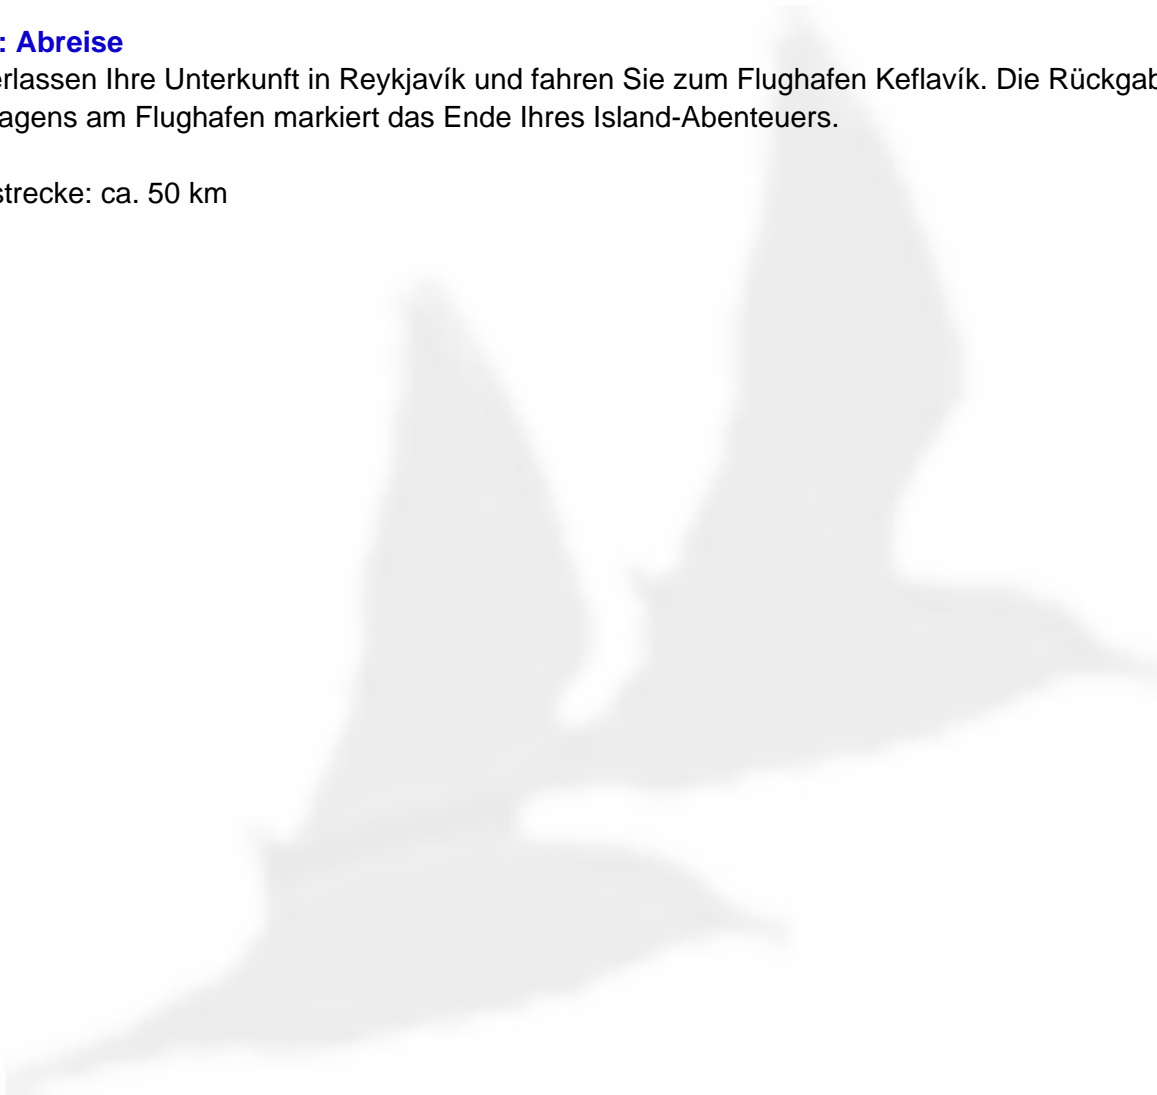 : Abreise
erlassen Ihre Unterkunft in Reykjavík und fahren Sie zum Flughafen Keflavík. Die Rückgab
agens am Flughafen markiert das Ende Ihres Island-Abenteuers.
strecke: ca. 50 km